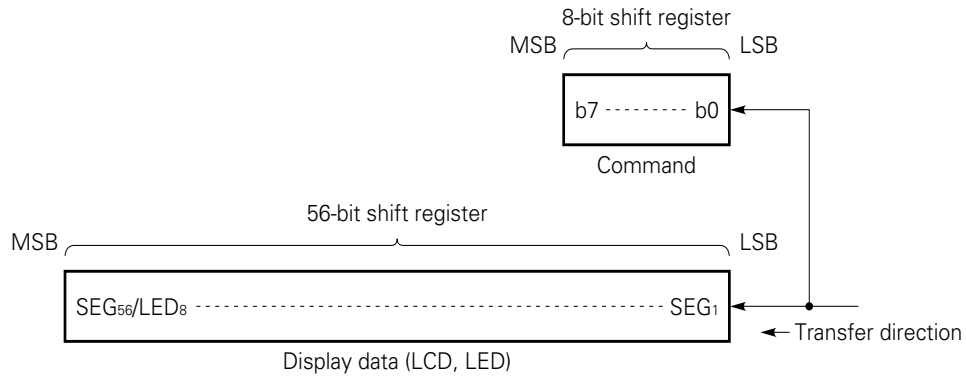 8-bit shift register
MSB LSB
b7 b0
Command
56-bit shift register
MSB LSB
SEG56/LED8 SEG1
Transfer direction
Display data (LCD, LED)